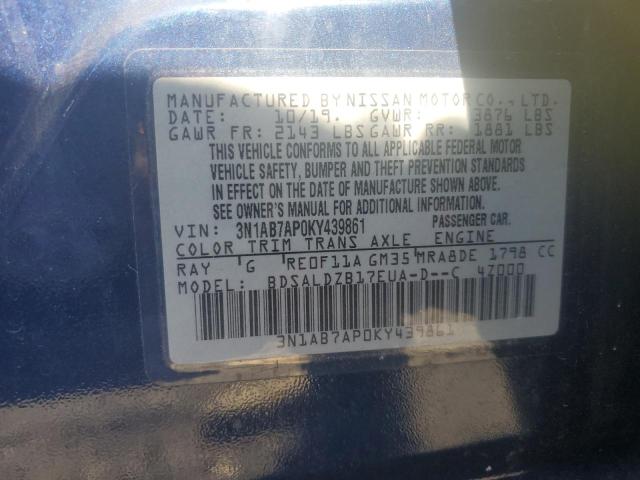 MANUFACTURED BY NISSAN MOTOR CO., LTD.
DATE: 10/19. GVWR: 3876 LBS
GAWR FR: 2143 LBS GAWR RR: 1881 LBS
THIS VEHICLE CONFORMS TO ALL APPLICABLE FEDERAL MOTOR
VEHICLE SAFETY, BUMPER AND THEFT PREVENTION STANDARDS
IN EFFECT ON THE DATE OF MANUFACTURE SHOWN ABOVE.
SEE OWNER'S MANUAL FOR ADDITIONAL INFORMATION.
VIN: 3N1AB7AP0KY439861 PASSENGER CAR.
COLOR TRIM TRANS AXLE ENGINE
RAY 'G RE0F11A GM35 'MRA8DE 1798 CC
MODEL: BDSALDZB17EUA-D--C 4Z000
3N1AB7AP0KY439861